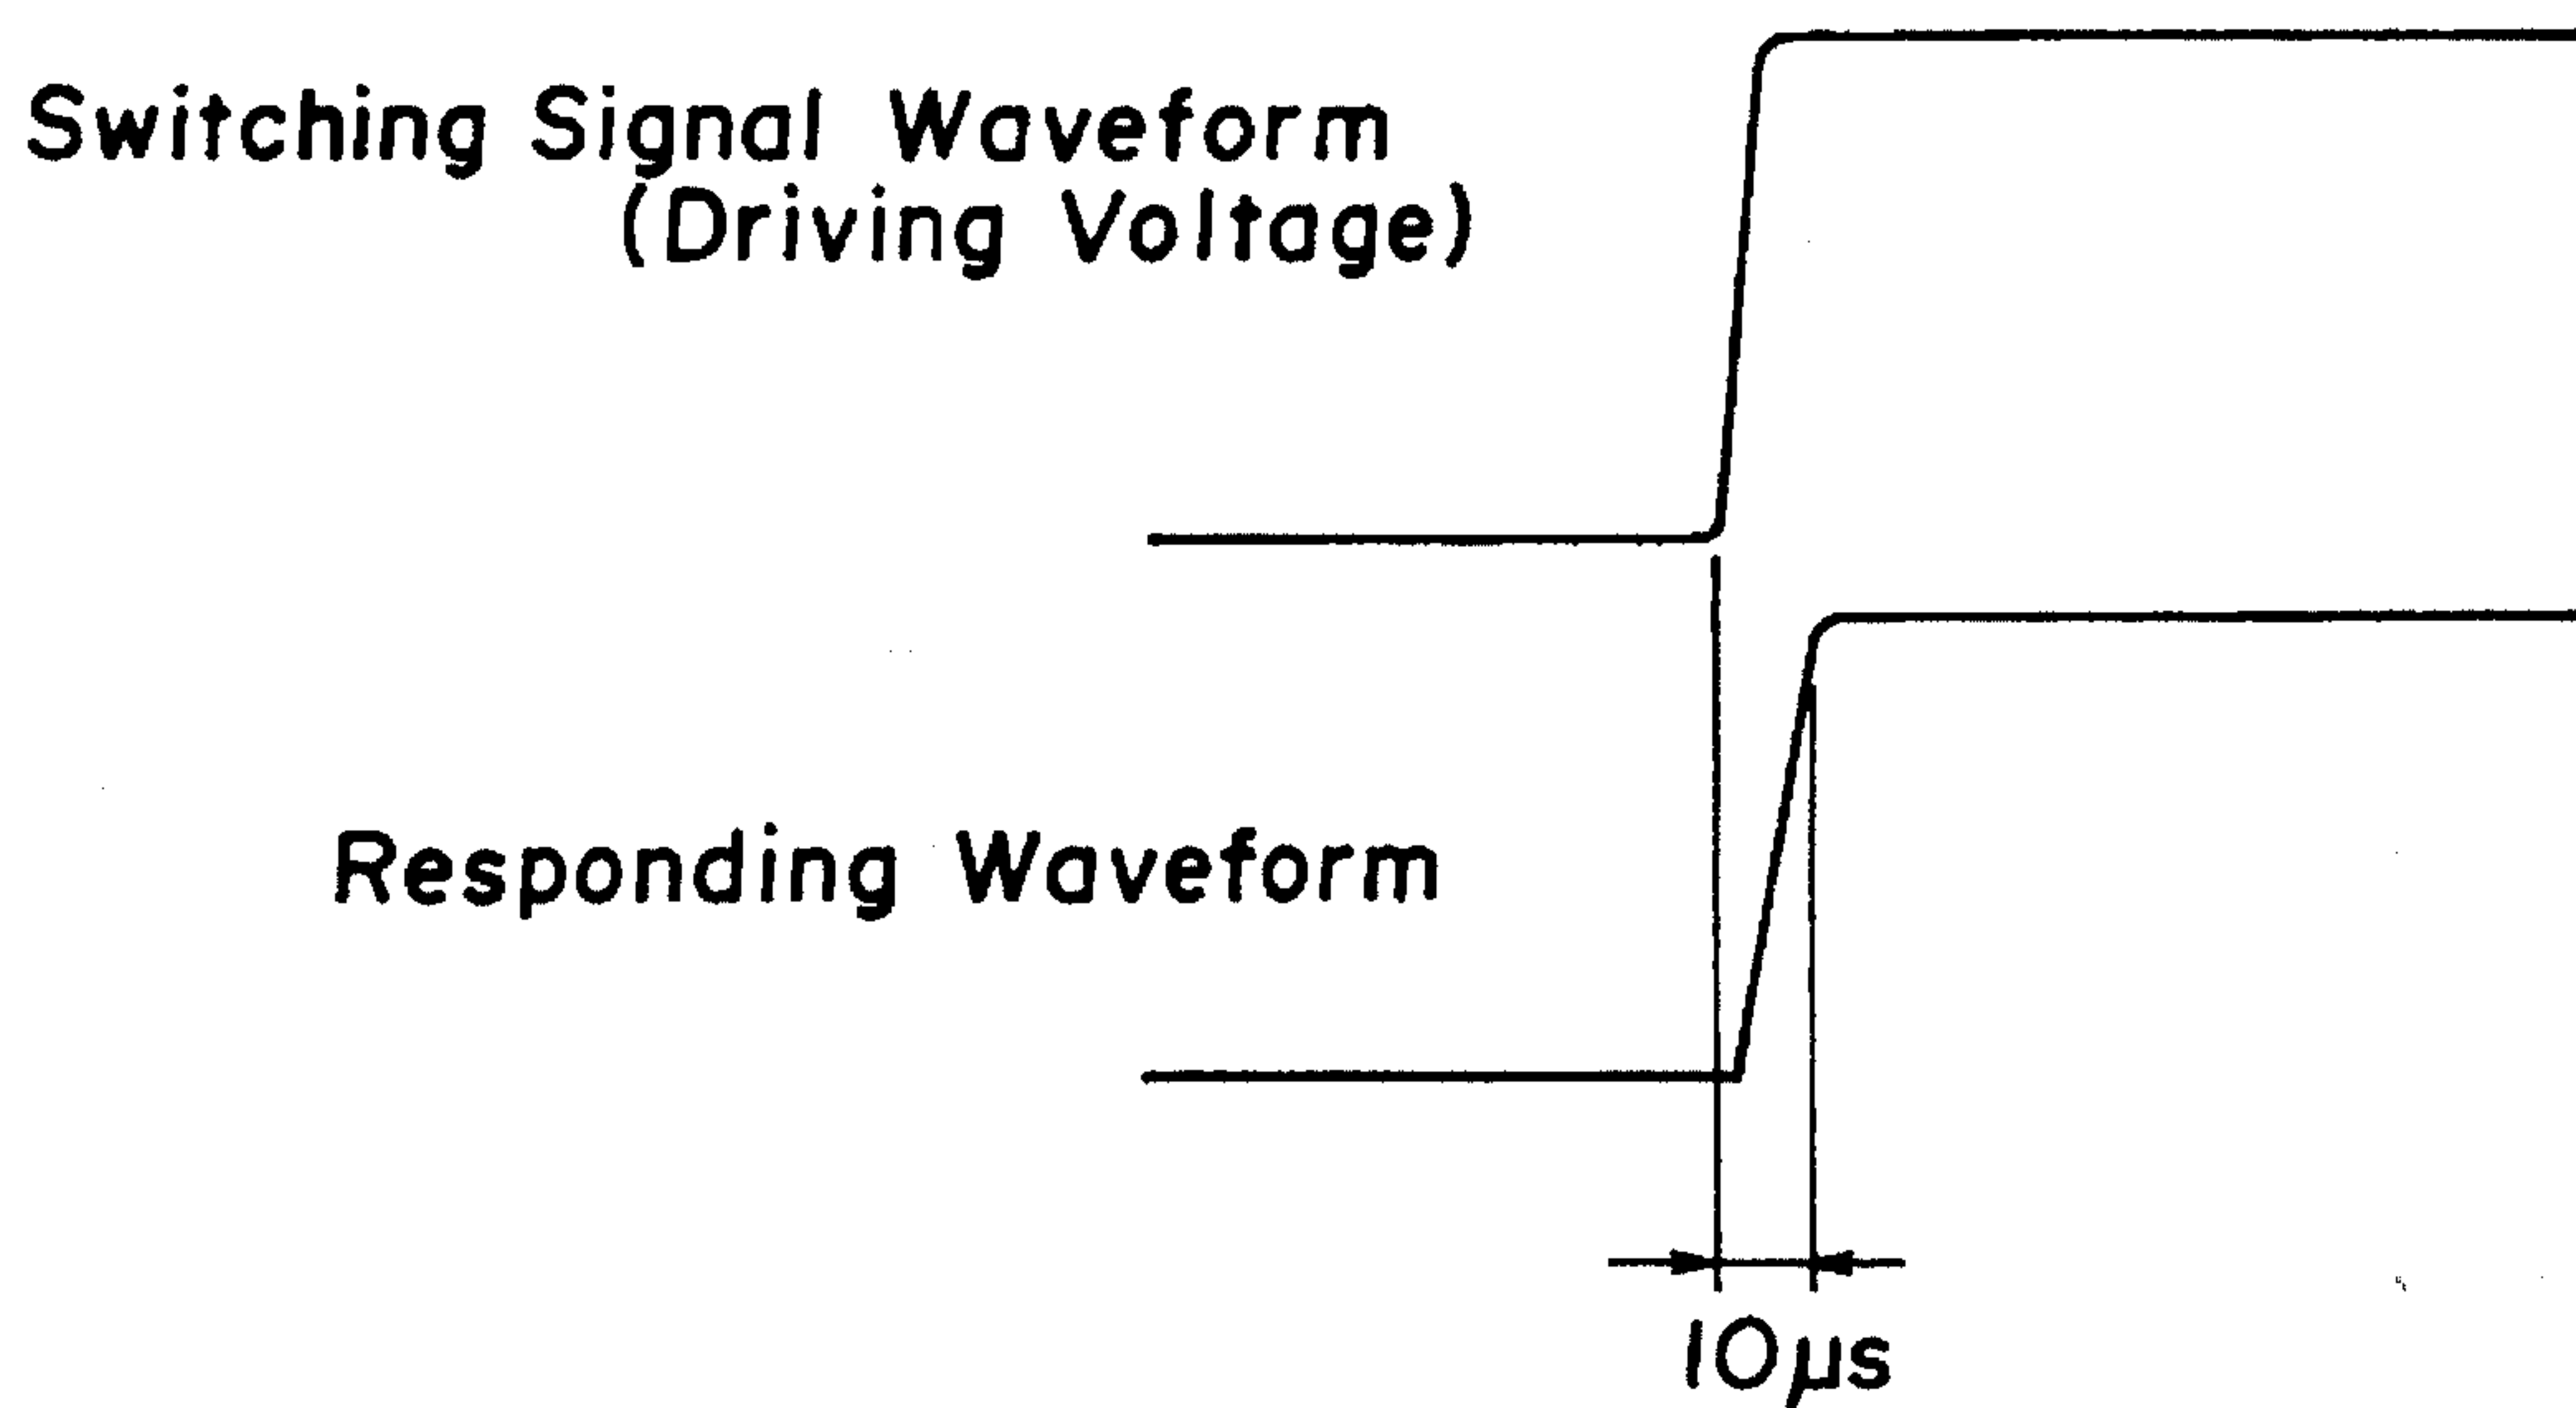 Switching Signal Waveform
(Driving Voltage)
Responding Waveform
10μs